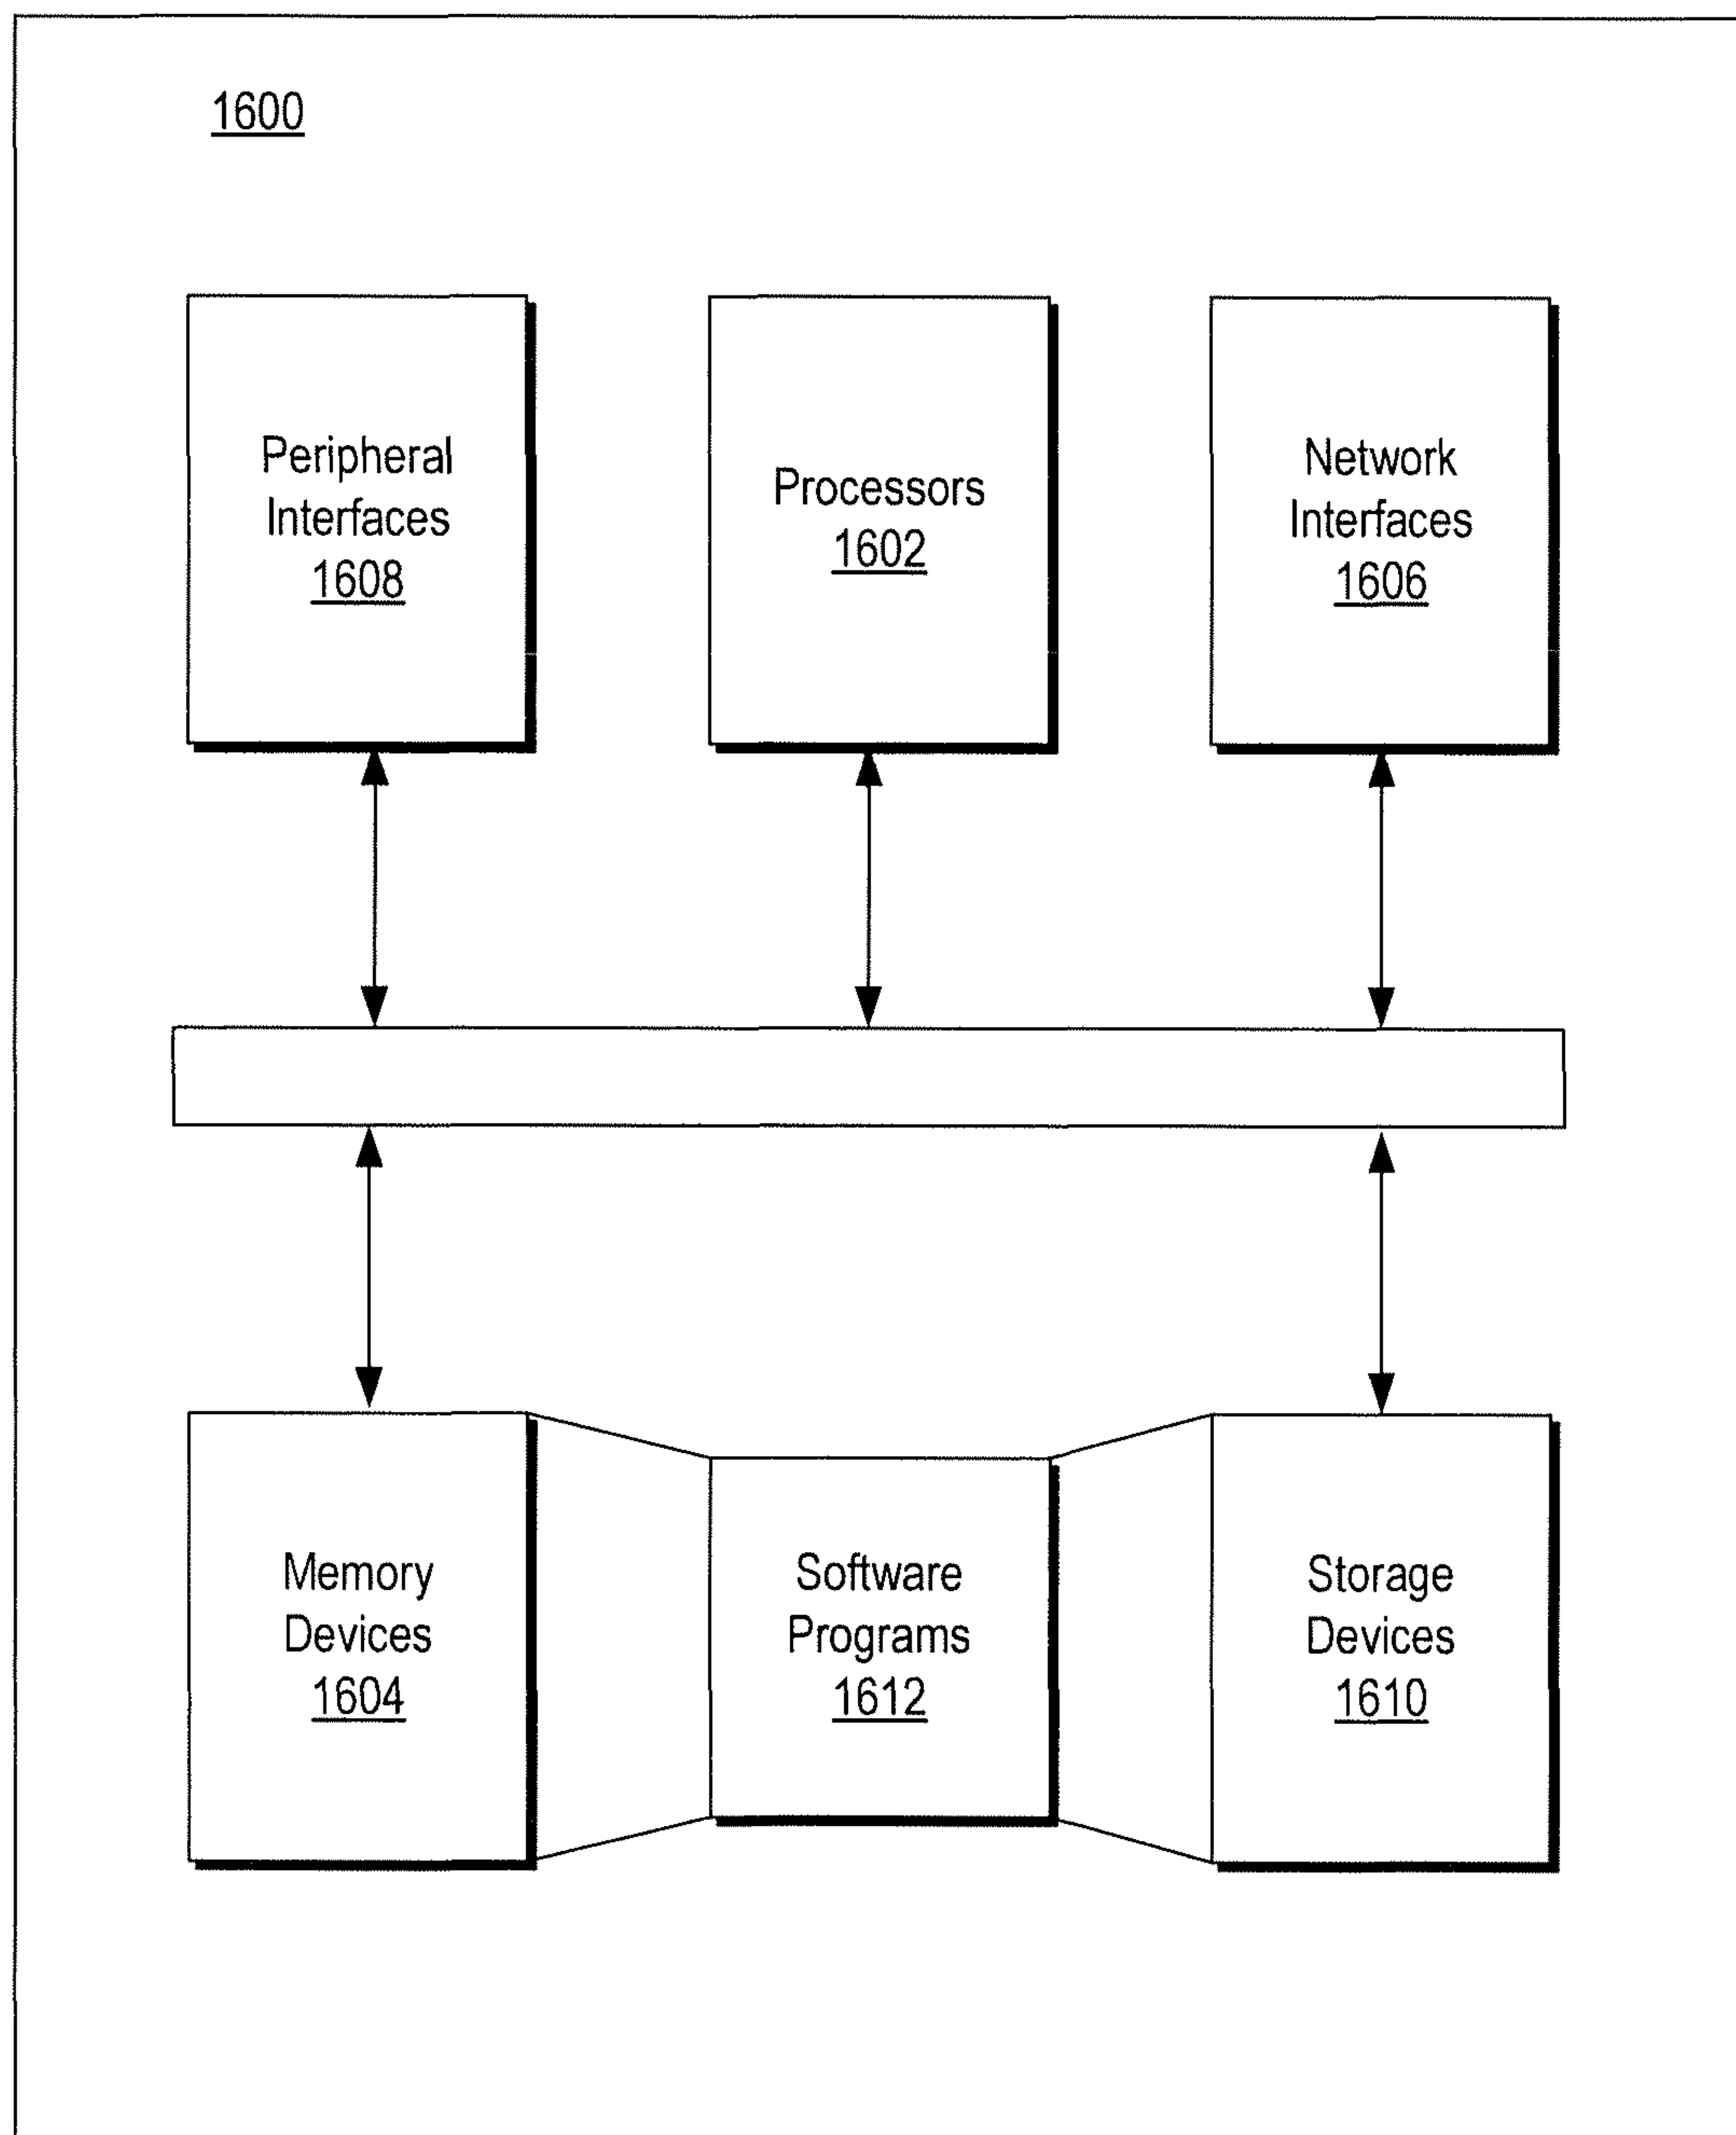 1600
Peripheral
Interfaces
1608
Processors
1602
Network
Interfaces
1606
Memory
Devices
1604
Software
Programs
1612
Storage
Devices
1610